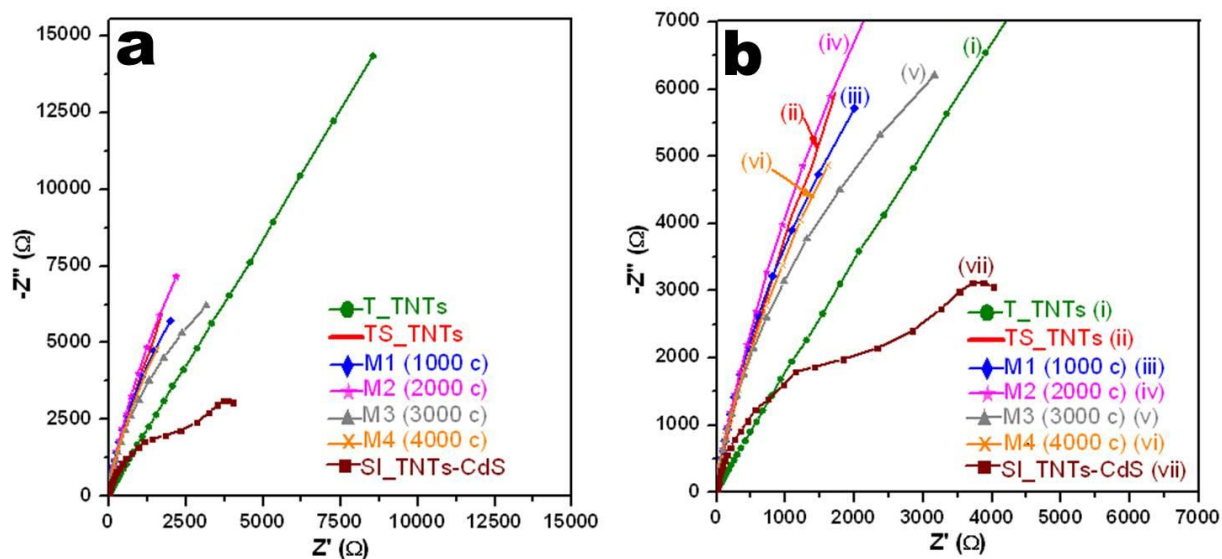 a
15000
12500
10000
7500
5000
2500
0
-Z'' (Ω)
T_TNTs
TS_TNTs
M1 (1000 c)
M2 (2000 c)
M3 (3000 c)
M4 (4000 c)
SI_TNTs-CdS
0 2500 5000 7500 10000 12500 15000
Z' (Ω)
b
7000
6000
5000
4000
3000
2000
1000
0
-Z'' (Ω)
(iv)
(i)
(v)
(iii)
(ii)
(vi)
(vii)
T_TNTs (i)
TS_TNTs (ii)
M1 (1000 c) (iii)
M2 (2000 c) (iv)
M3 (3000 c) (v)
M4 (4000 c) (vi)
SI_TNTs-CdS (vii)
0 1000 2000 3000 4000 5000 6000 7000
Z' (Ω)